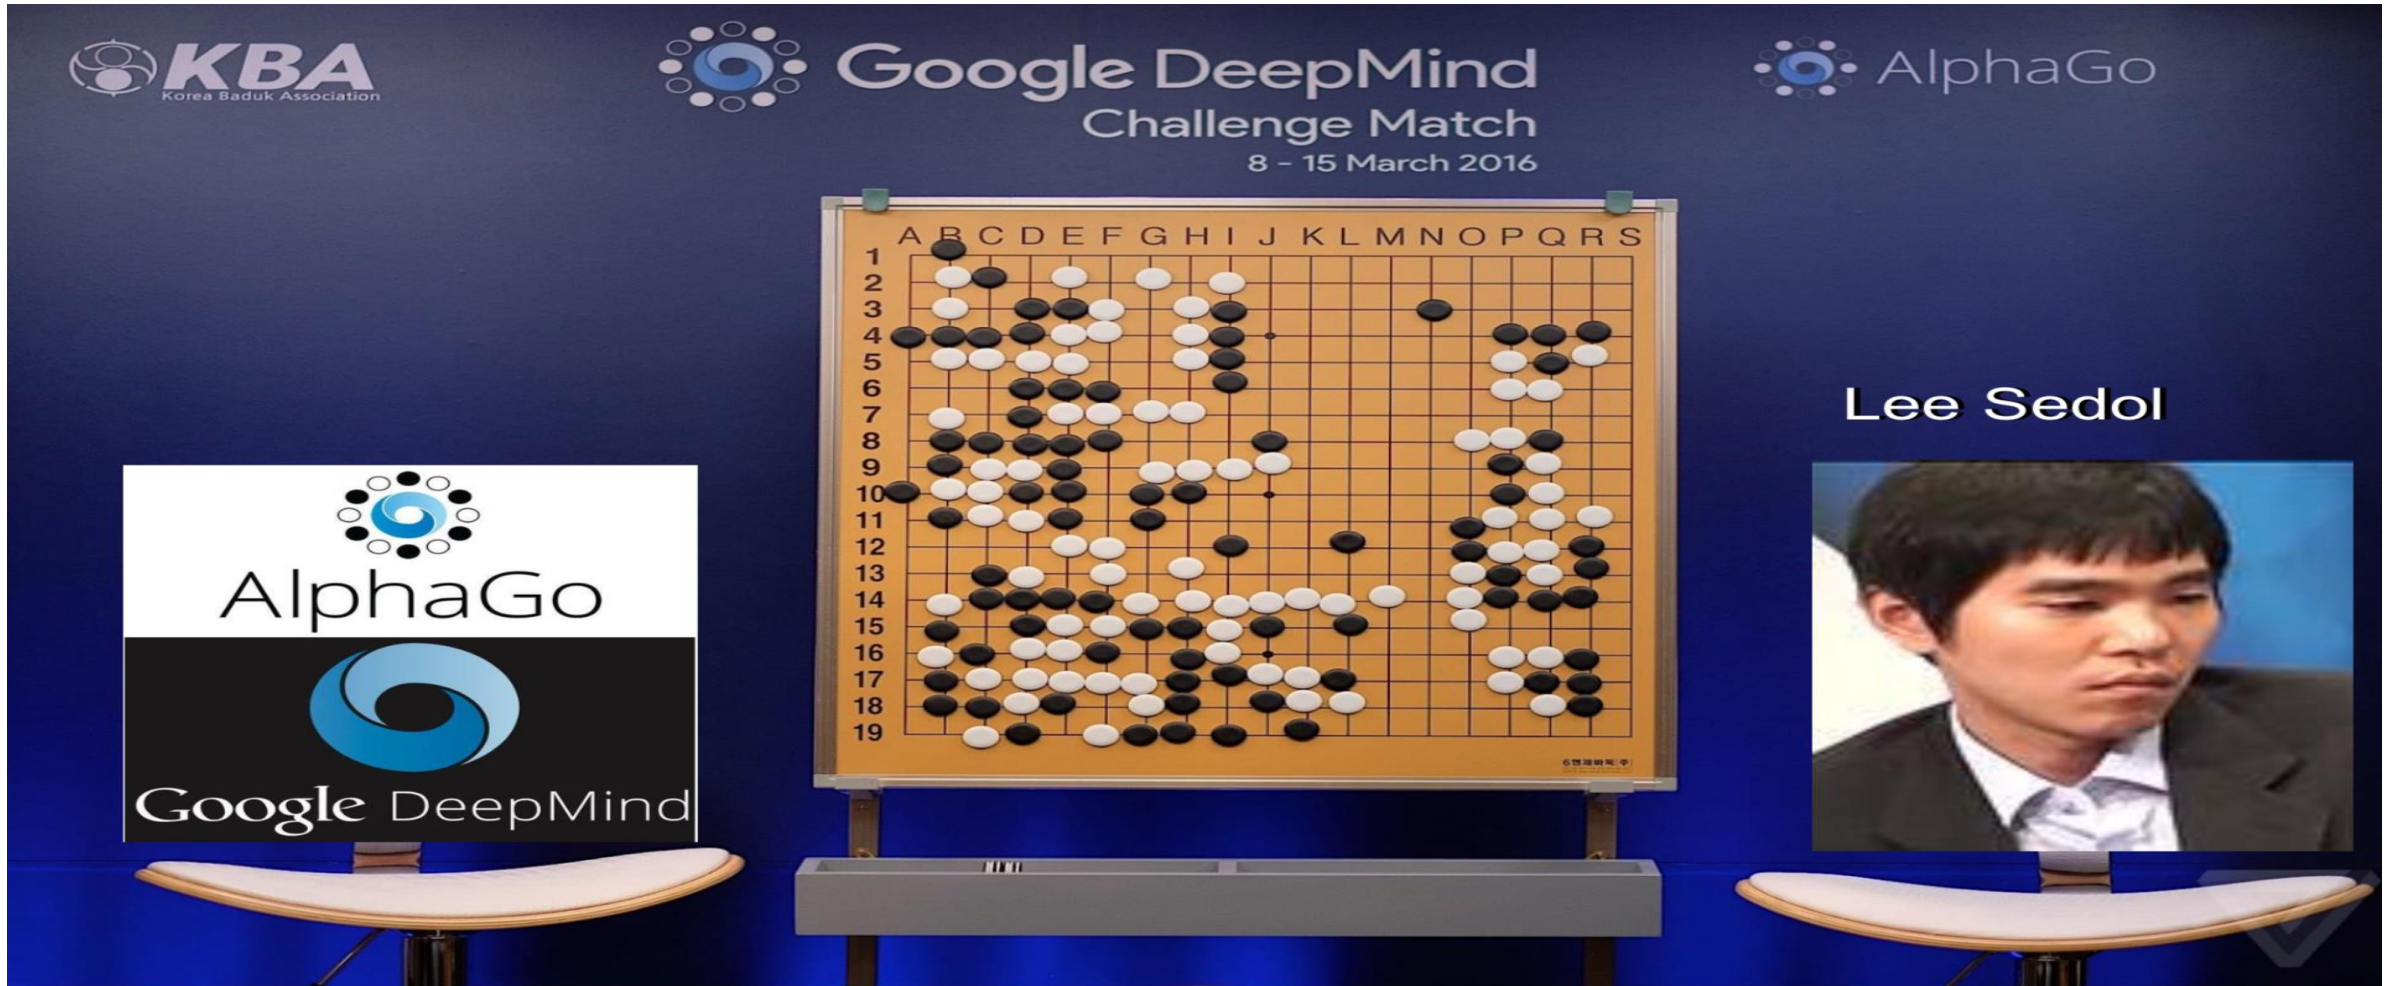 KBA
Korea Baduk Association
Google DeepMind
Challenge Match
8 - 15 March 2016
AlphaGo
A B C D E F G H I J K L M N O P Q R S
1
2
3
4
5
6
7
8
9
10
11
12
13
14
15
16
17
18
19
Lee Sedol
AlphaGo
Google DeepMind